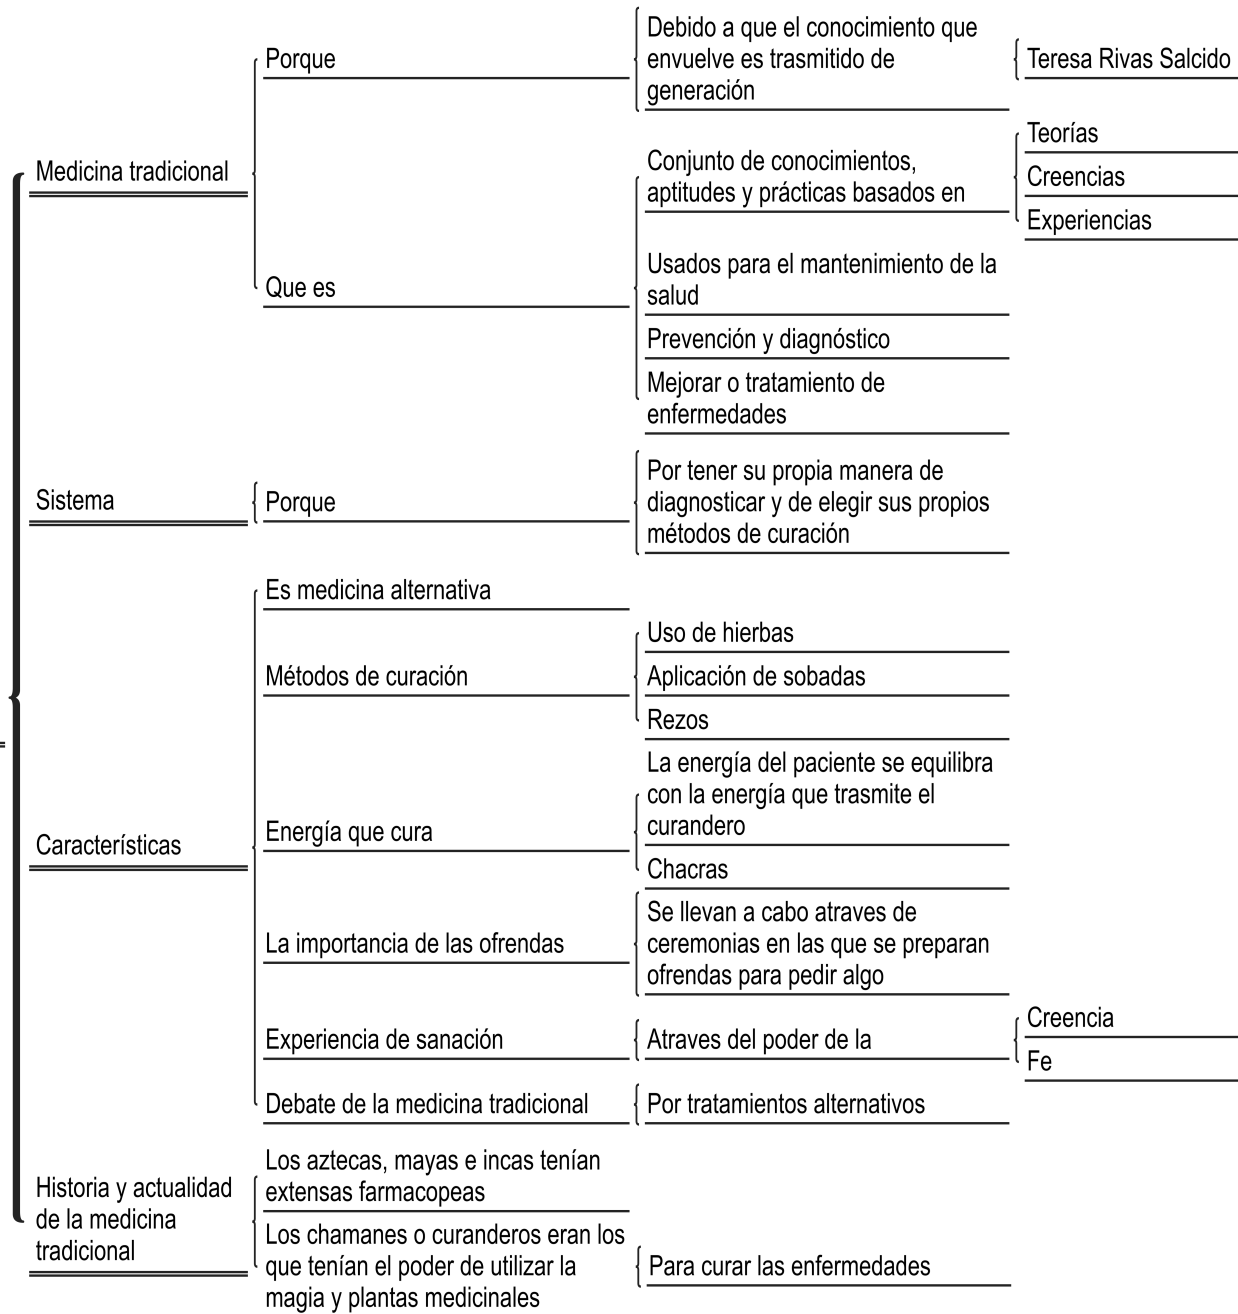 Medicina tradicional
Porque
Debido a que el conocimiento que
envuelve es trasmitido de
generación
Teresa Rivas Salcido
Que es
Conjunto de conocimientos,
aptitudes y prácticas basados en
Teorías
Creencias
Experiencias
Usados para el mantenimiento de la
salud
Prevención y diagnóstico
Mejorar o tratamiento de
enfermedades
Sistema
Porque
Por tener su propia manera de
diagnosticar y de elegir sus propios
métodos de curación
Características
Es medicina alternativa
Métodos de curación
Uso de hierbas
Aplicación de sobadas
Rezos
Energía que cura
La energía del paciente se equilibra
con la energía que trasmite el
curandero
Chacras
La importancia de las ofrendas
Se llevan a cabo atraves de
ceremonias en las que se preparan
ofrendas para pedir algo
Experiencia de sanación
Atraves del poder de la
Creencia
Fe
Debate de la medicina tradicional
Por tratamientos alternativos
Historia y actualidad
de la medicina
tradicional
Los aztecas, mayas e incas tenían
extensas farmacopeas
Los chamanes o curanderos eran los
que tenían el poder de utilizar la
magia y plantas medicinales
Para curar las enfermedades